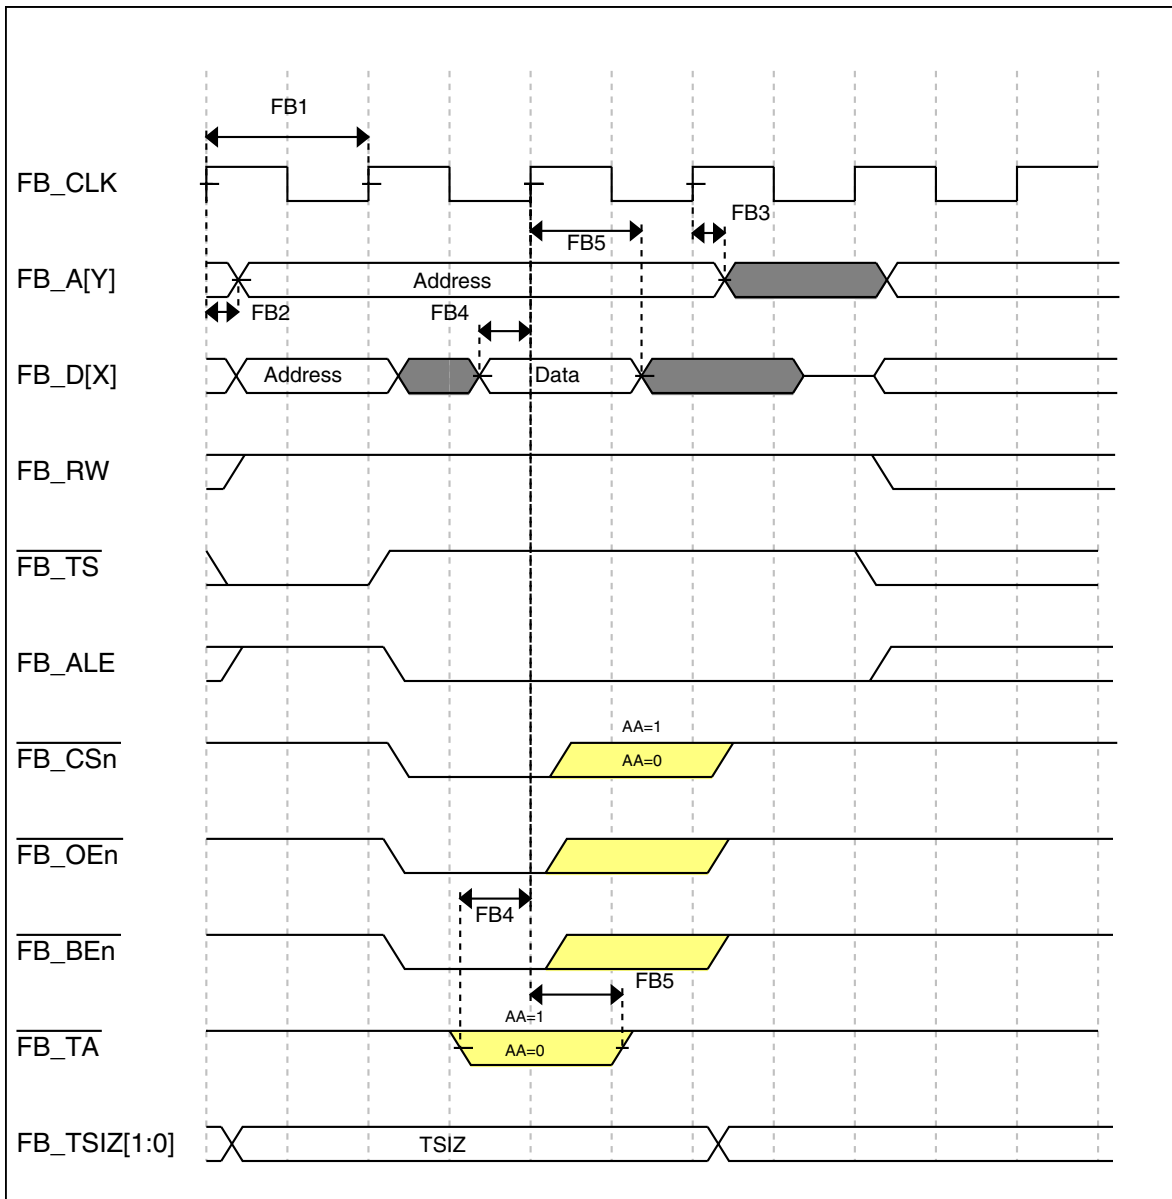 FB1
FB_CLK
FB3
FB5
FB_A[Y]
Address
FB2
FB4
FB_D[X]
Address
Data
FB_RW
FB_TS
FB_ALE
AA=1
FB_CSn
AA=0
FB_OEn
FB4
FB_BEn
FB5
AA=1
FB_TA
AA=0
FB_TSIZ[1:0]
TSIZ